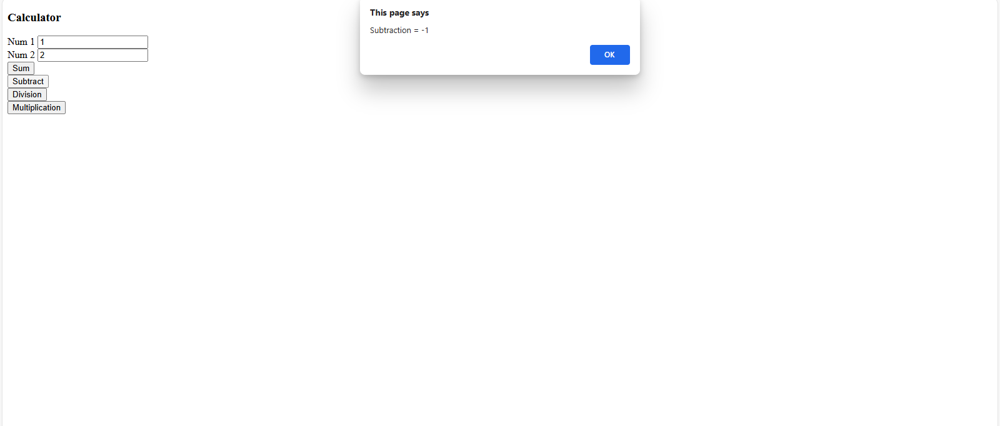 Calculator
Num 1 1
Num 2 2
Sum
Subtract
Division
Multiplication
This page says
Subtraction = -1
OK